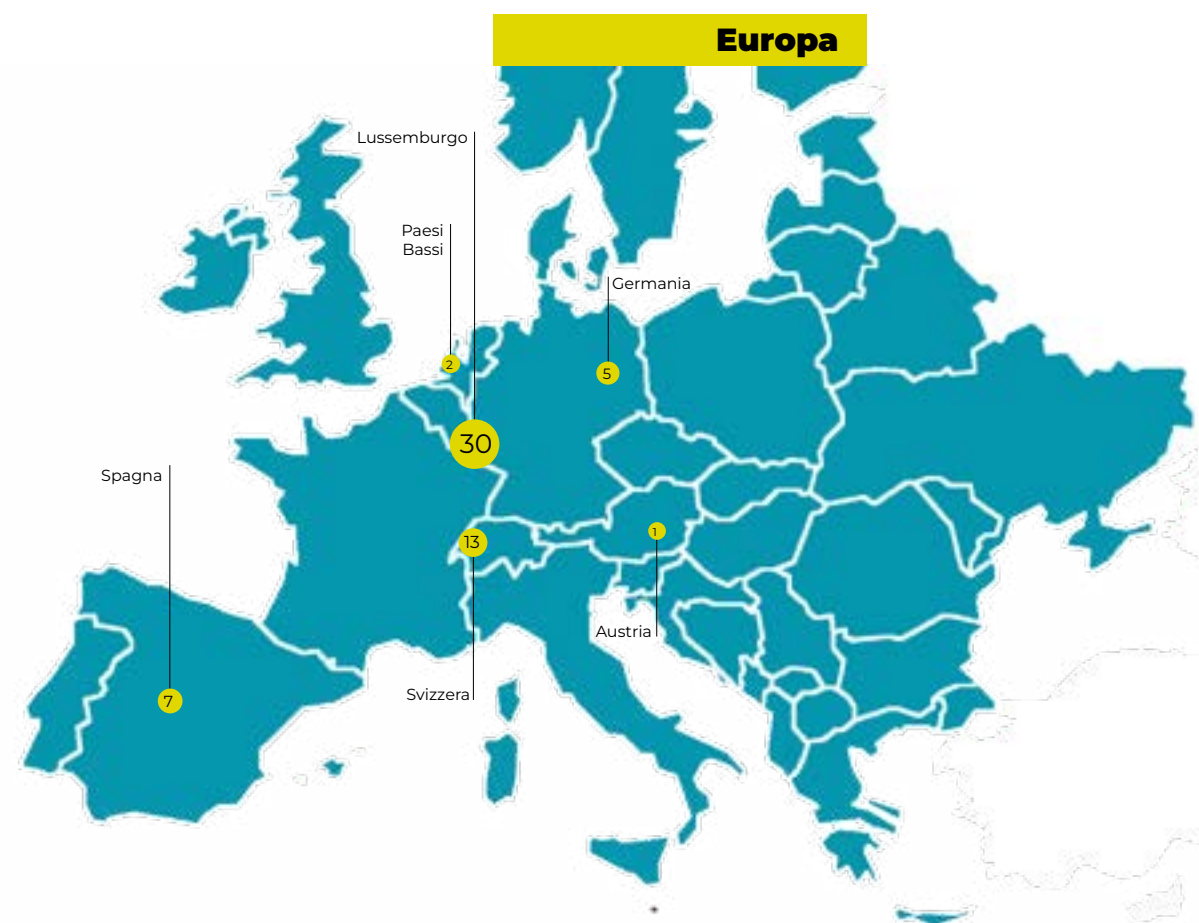 Europa
Lussemburgo
Paesi
Bassi
Germania
2
5
30
Spagna
13
1
Austria
Svizzera
7